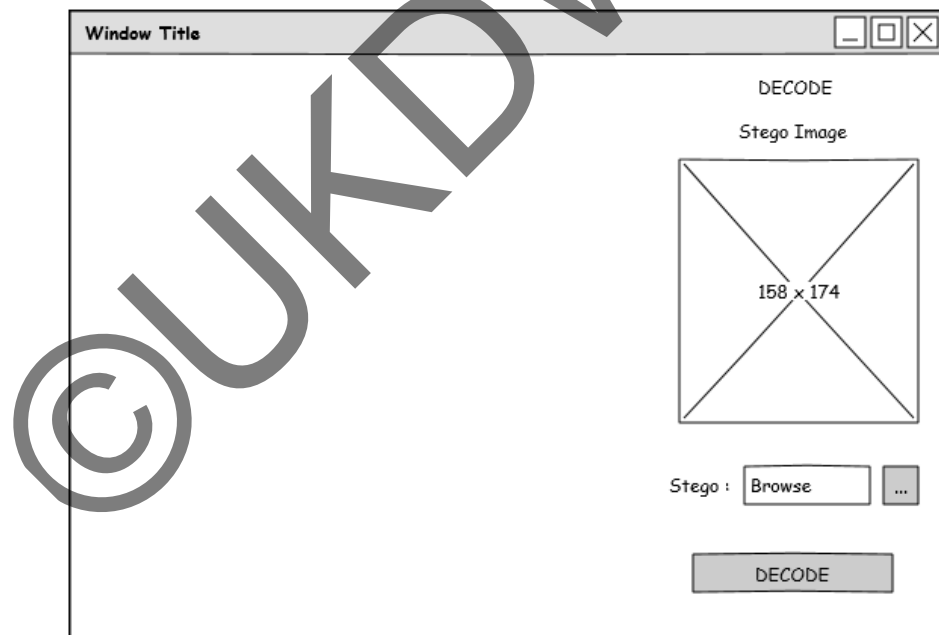 Window Title
DECODE
Stego Image
158 x 174
Stego : Browse ...
DECODE
©UKDW